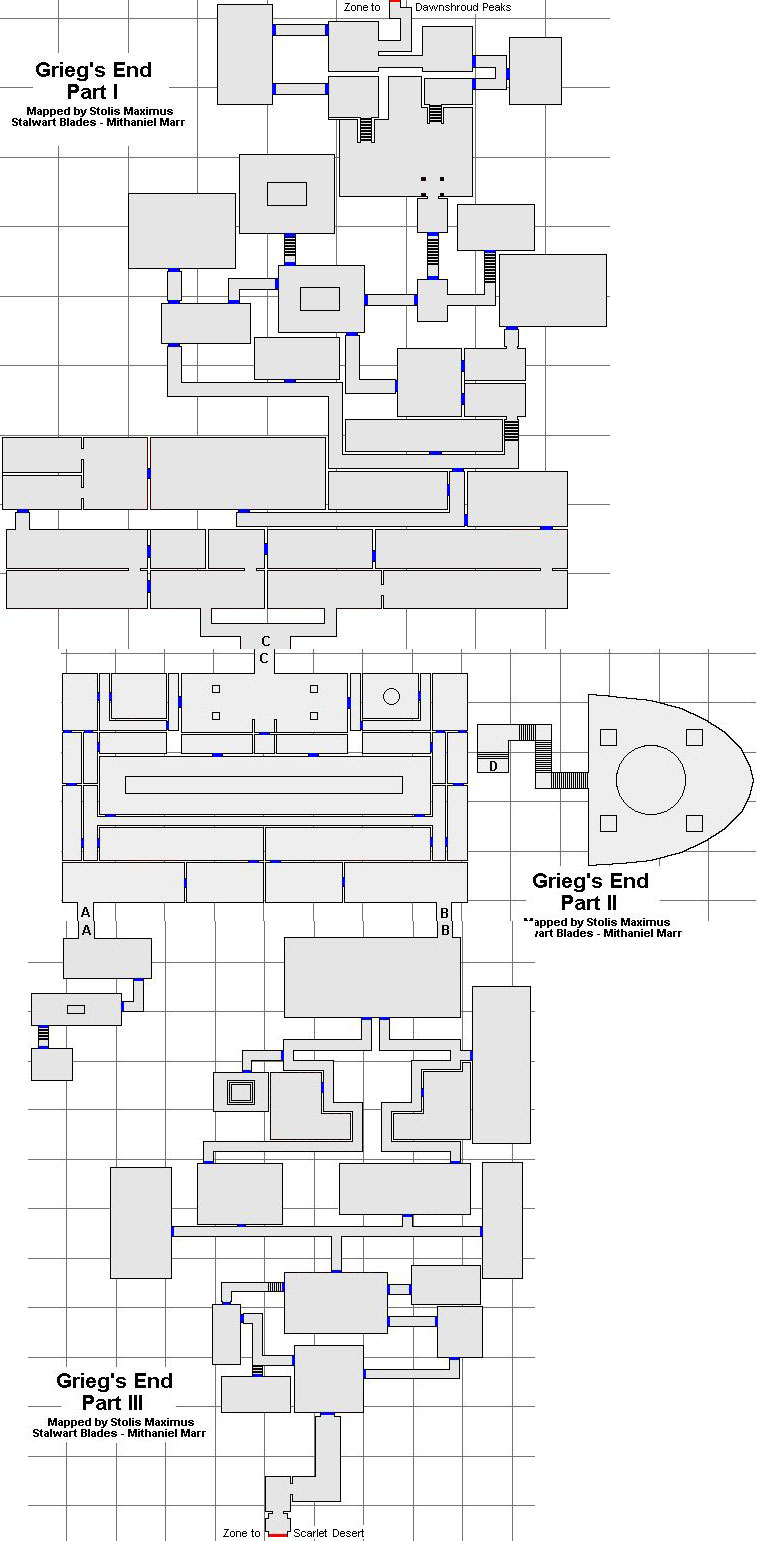 Zone to Dawnshroud Peaks
Grieg's End
Part I
Mapped by Stolis Maximus
Stalwart Blades - Mithaniel Marr
C
C
D
Grieg's End
Part II
Mapped by Stolis Maximus
wart Blades - Mithaniel Marr
A B
A B
Grieg's End
Part III
Mapped by Stolis Maximus
Stalwart Blades - Mithaniel Marr
Zone to Scarlet Desert